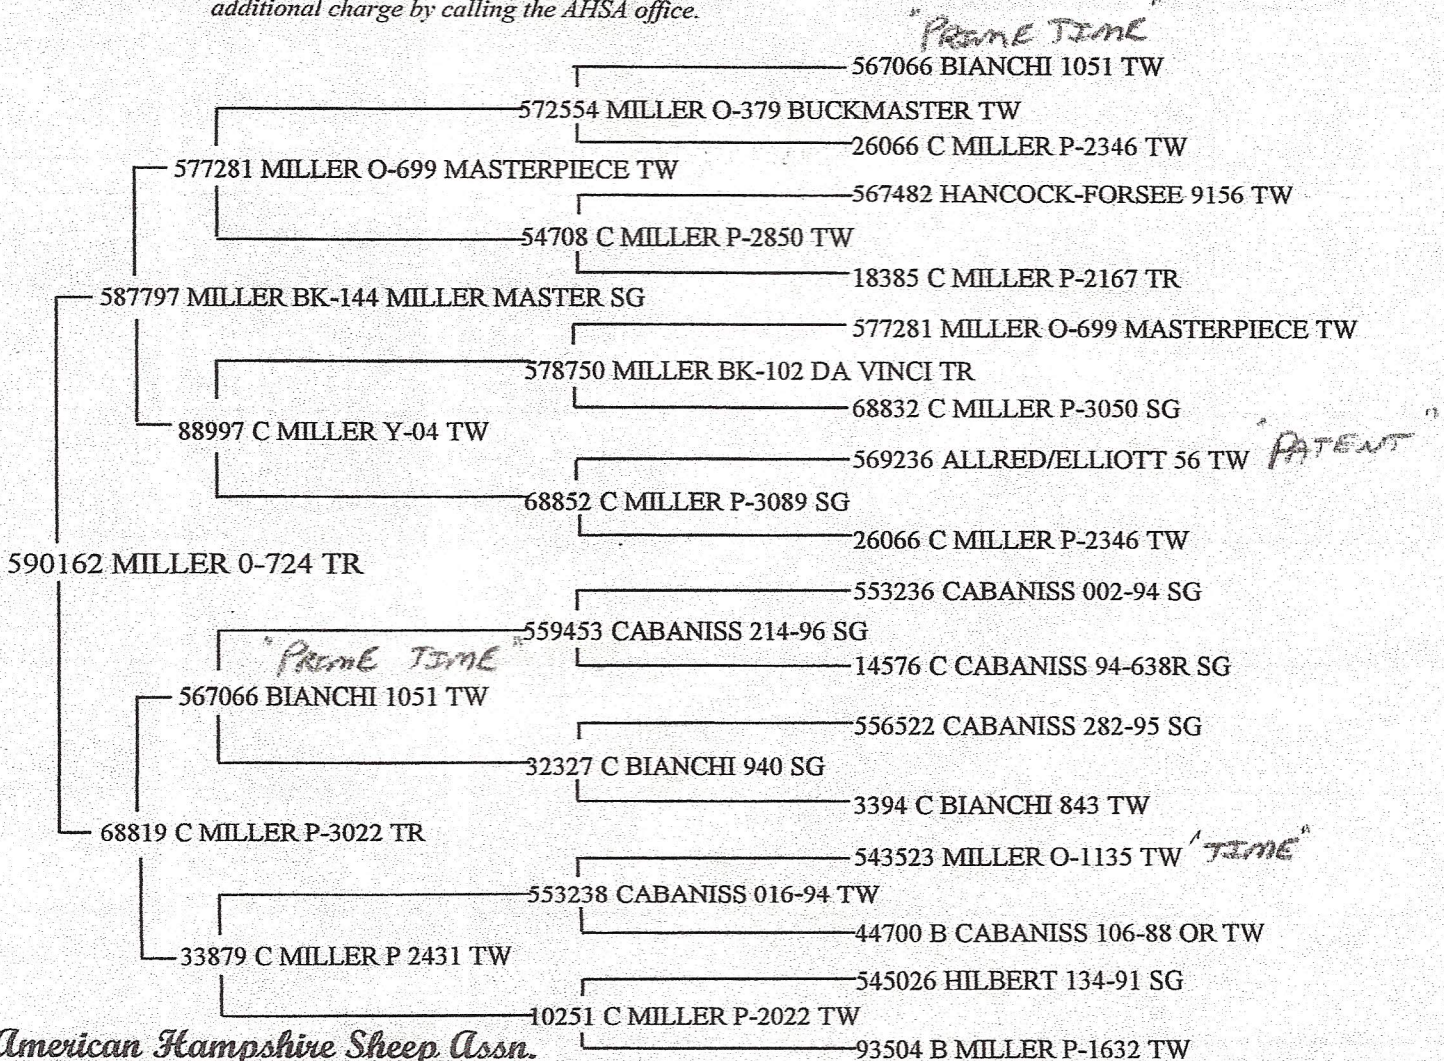 additional charge by calling the AHSA office.
"PRIME TIME"
567066 BIANCHI 1051 TW
572554 MILLER O-379 BUCKMASTER TW
26066 C MILLER P-2346 TW
577281 MILLER O-699 MASTERPIECE TW
567482 HANCOCK-FORSEE 9156 TW
54708 C MILLER P-2850 TW
18385 C MILLER P-2167 TR
587797 MILLER BK-144 MILLER MASTER SG
577281 MILLER O-699 MASTERPIECE TW
578750 MILLER BK-102 DA VINCI TR
68832 C MILLER P-3050 SG
88997 C MILLER Y-04 TW
569236 ALLRED/ELLIOTT 56 TW "PATENT"
68852 C MILLER P-3089 SG
26066 C MILLER P-2346 TW
590162 MILLER 0-724 TR
553236 CABANISS 002-94 SG
559453 CABANISS 214-96 SG
"PRIME TIME"
14576 C CABANISS 94-638R SG
567066 BIANCHI 1051 TW
556522 CABANISS 282-95 SG
32327 C BIANCHI 940 SG
3394 C BIANCHI 843 TW
68819 C MILLER P-3022 TR
543523 MILLER O-1135 TW "TIME"
553238 CABANISS 016-94 TW
44700 B CABANISS 106-88 OR TW
33879 C MILLER P 2431 TW
545026 HILBERT 134-91 SG
10251 C MILLER P-2022 TW
American Hampshire Sheep Assn.
93504 B MILLER P-1632 TW